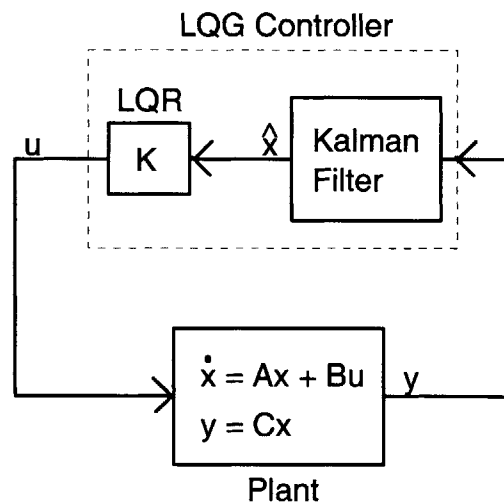 LQG Controller
LQR
u
K
x̂
Kalman
Filter
ẋ = Ax + Bu
y = Cx
y
Plant